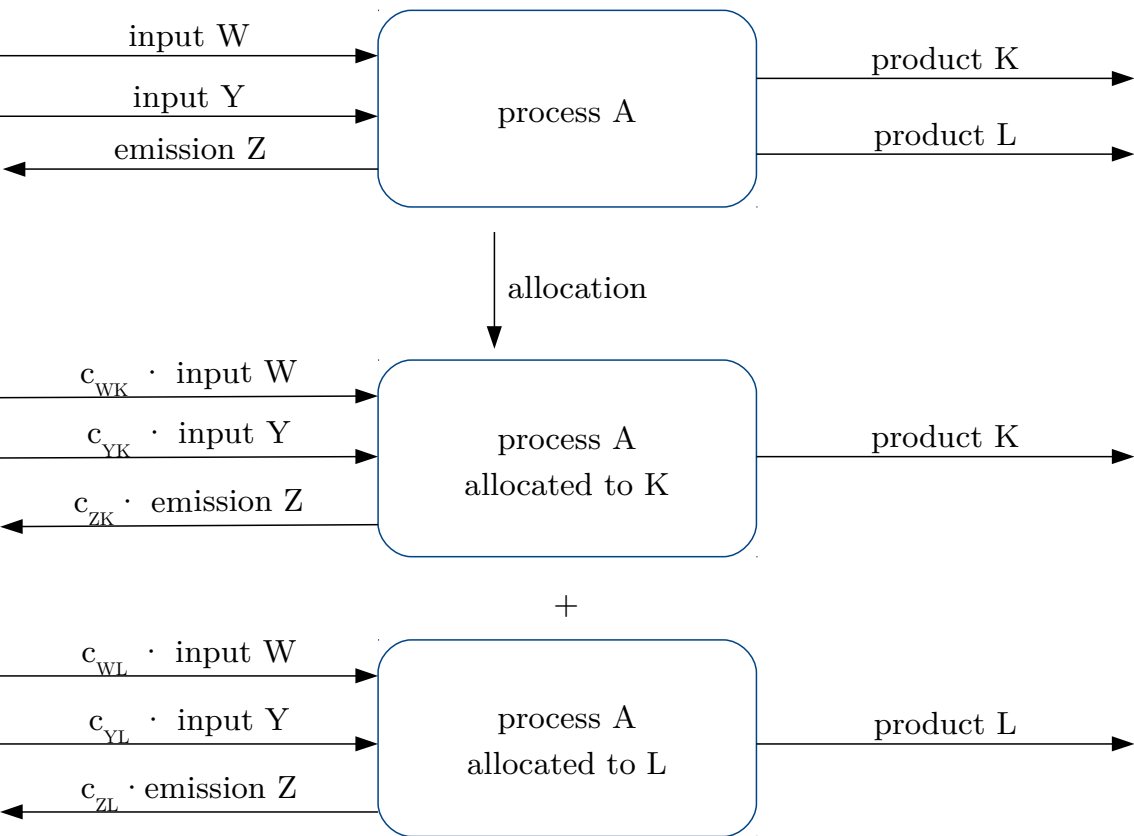 input W
product K
input Y
process A
product L
emission Z
allocation
c_WK · input W
c_YK · input Y
process A
product K
allocated to K
c_ZK · emission Z
+
c_WL · input W
c_YL · input Y
process A
product L
allocated to L
c_ZL · emission Z